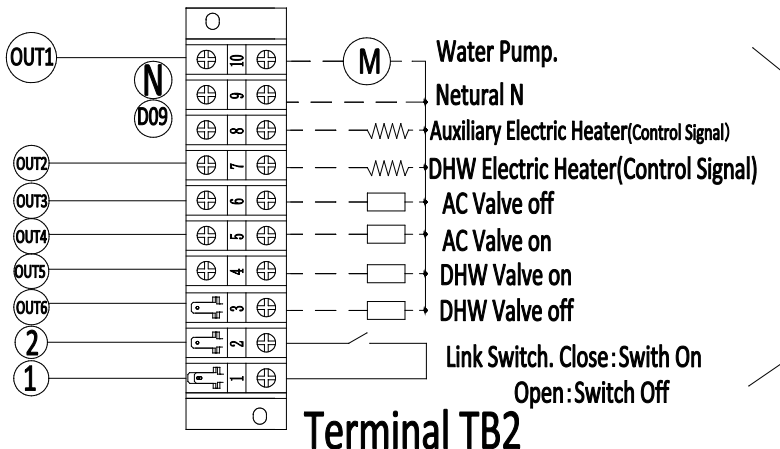 OUT1 10 M Water Pump.
N 9 Netural N
D09 8 Auxiliary Electric Heater(Control Signal)
OUT2 7 DHW Electric Heater(Control Signal)
OUT3 6 AC Valve off
OUT4 5 AC Valve on
OUT5 4 DHW Valve on
OUT6 3 DHW Valve off
2 2 Link Switch. Close:Swith On
1 1 Open:Switch Off
Terminal TB2